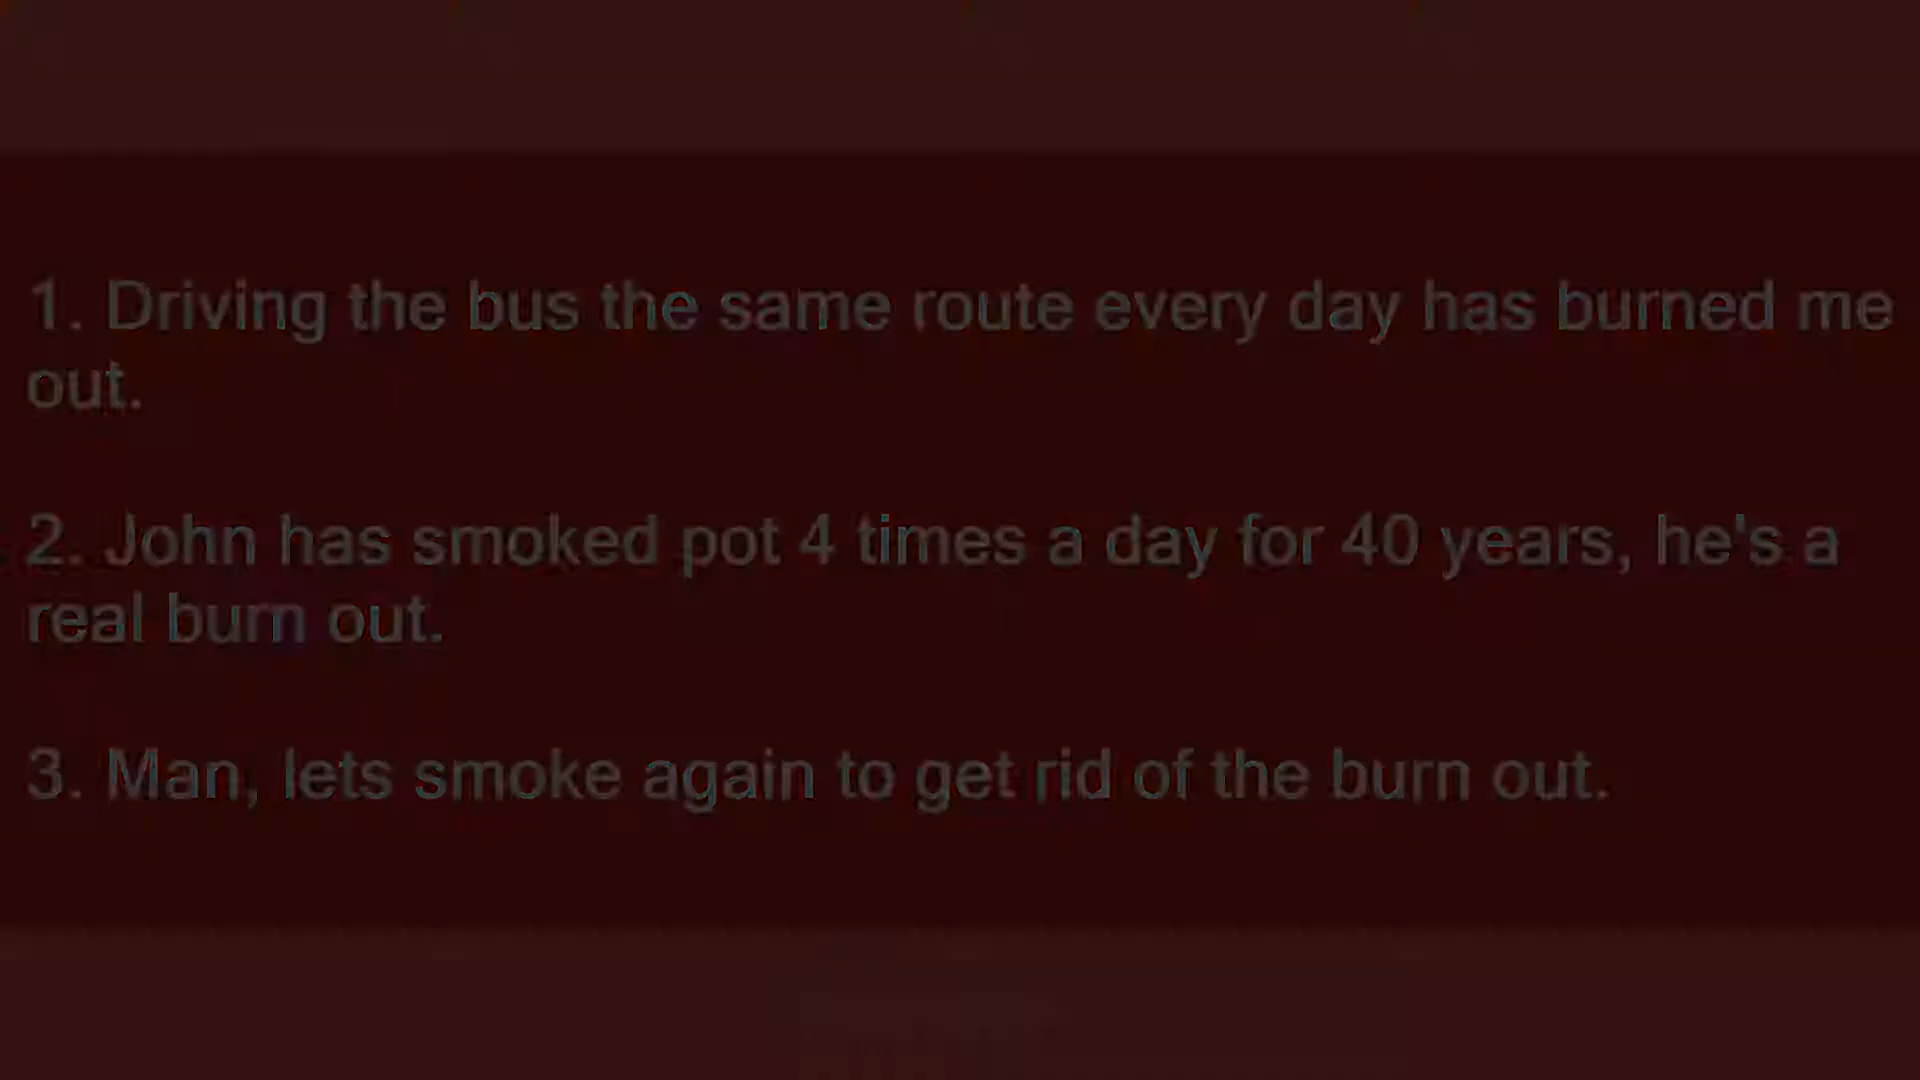 1. Driving the bus the same route every day has burned me
out.
2. John has smoked pot 4 times a day for 40 years, he's a
real burn out.
3. Man, lets smoke again to get rid of the burn out.